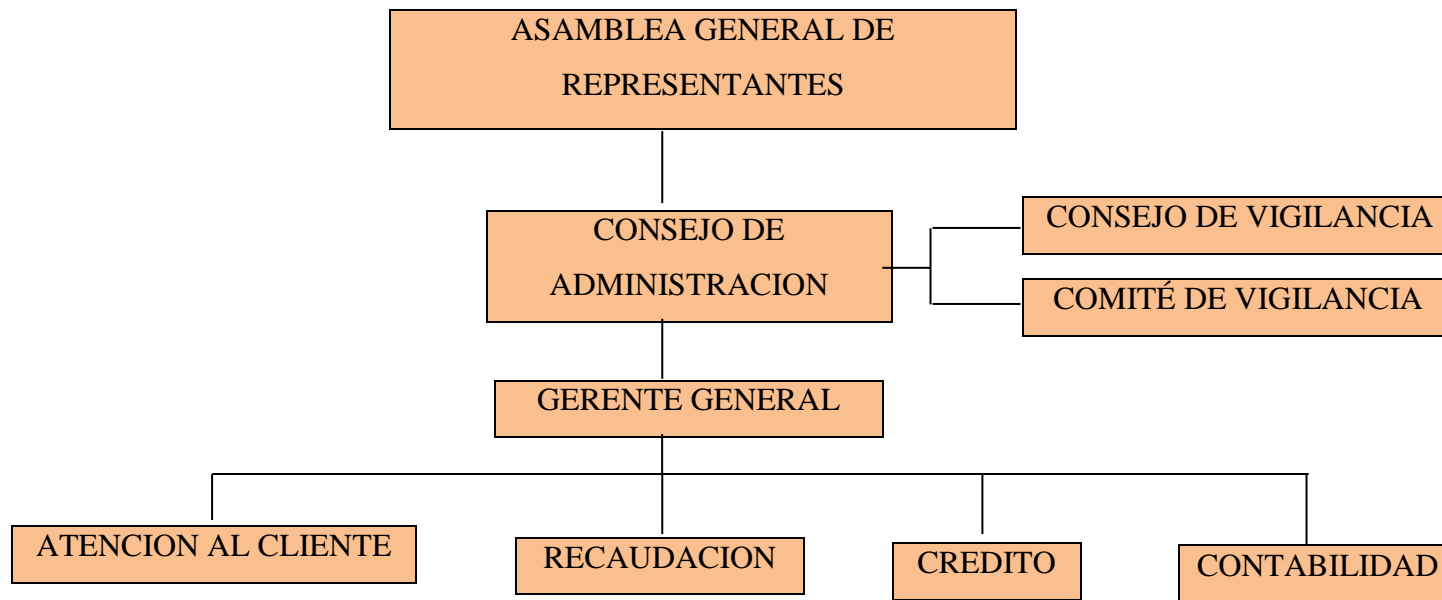 ASAMBLEA GENERAL DE
REPRESENTANTES
CONSEJO DE
ADMINISTRACION
CONSEJO DE VIGILANCIA
COMITÉ DE VIGILANCIA
GERENTE GENERAL
ATENCION AL CLIENTE
RECAUDACION
CREDITO
CONTABILIDAD